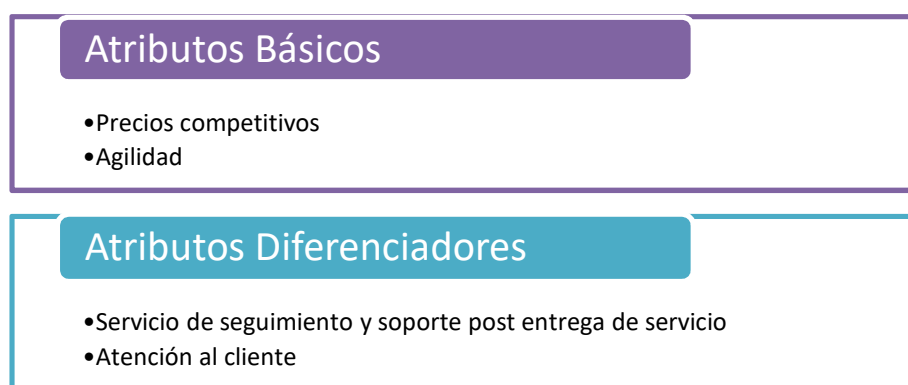 Atributos Básicos
•Precios competitivos
•Agilidad
Atributos Diferenciadores
•Servicio de seguimiento y soporte post entrega de servicio
•Atención al cliente